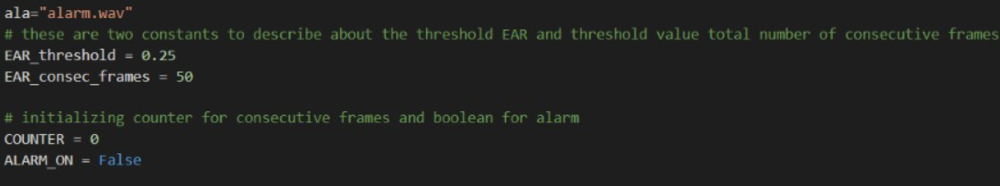 ala="alarm.wav"
# these are two constants to describe about the threshold EAR and threshold value total number of consecutive frames
EAR_threshold = 0.25
EAR_consec_frames = 50
# initializing counter for consecutive frames and boolean for alarm
COUNTER = 0
ALARM_ON = False